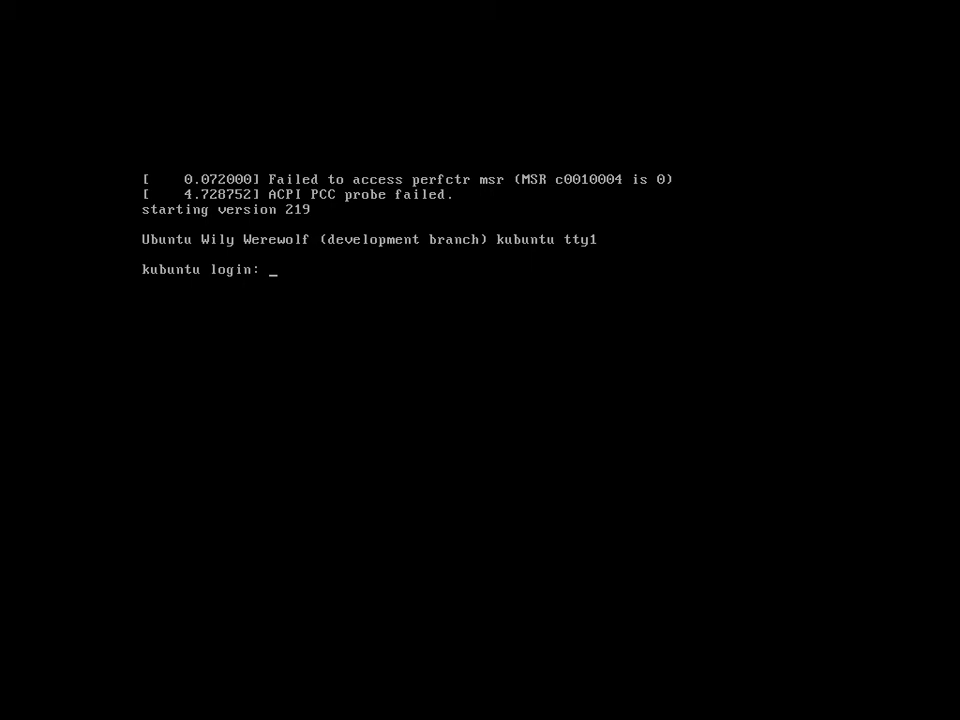 [    0.072000] Failed to access perfctr msr (MSR c0010004 is 0)
[    4.728752] ACPI PCC probe failed.
starting version 219
Ubuntu Wily Werewolf (development branch) kubuntu tty1
kubuntu login: _